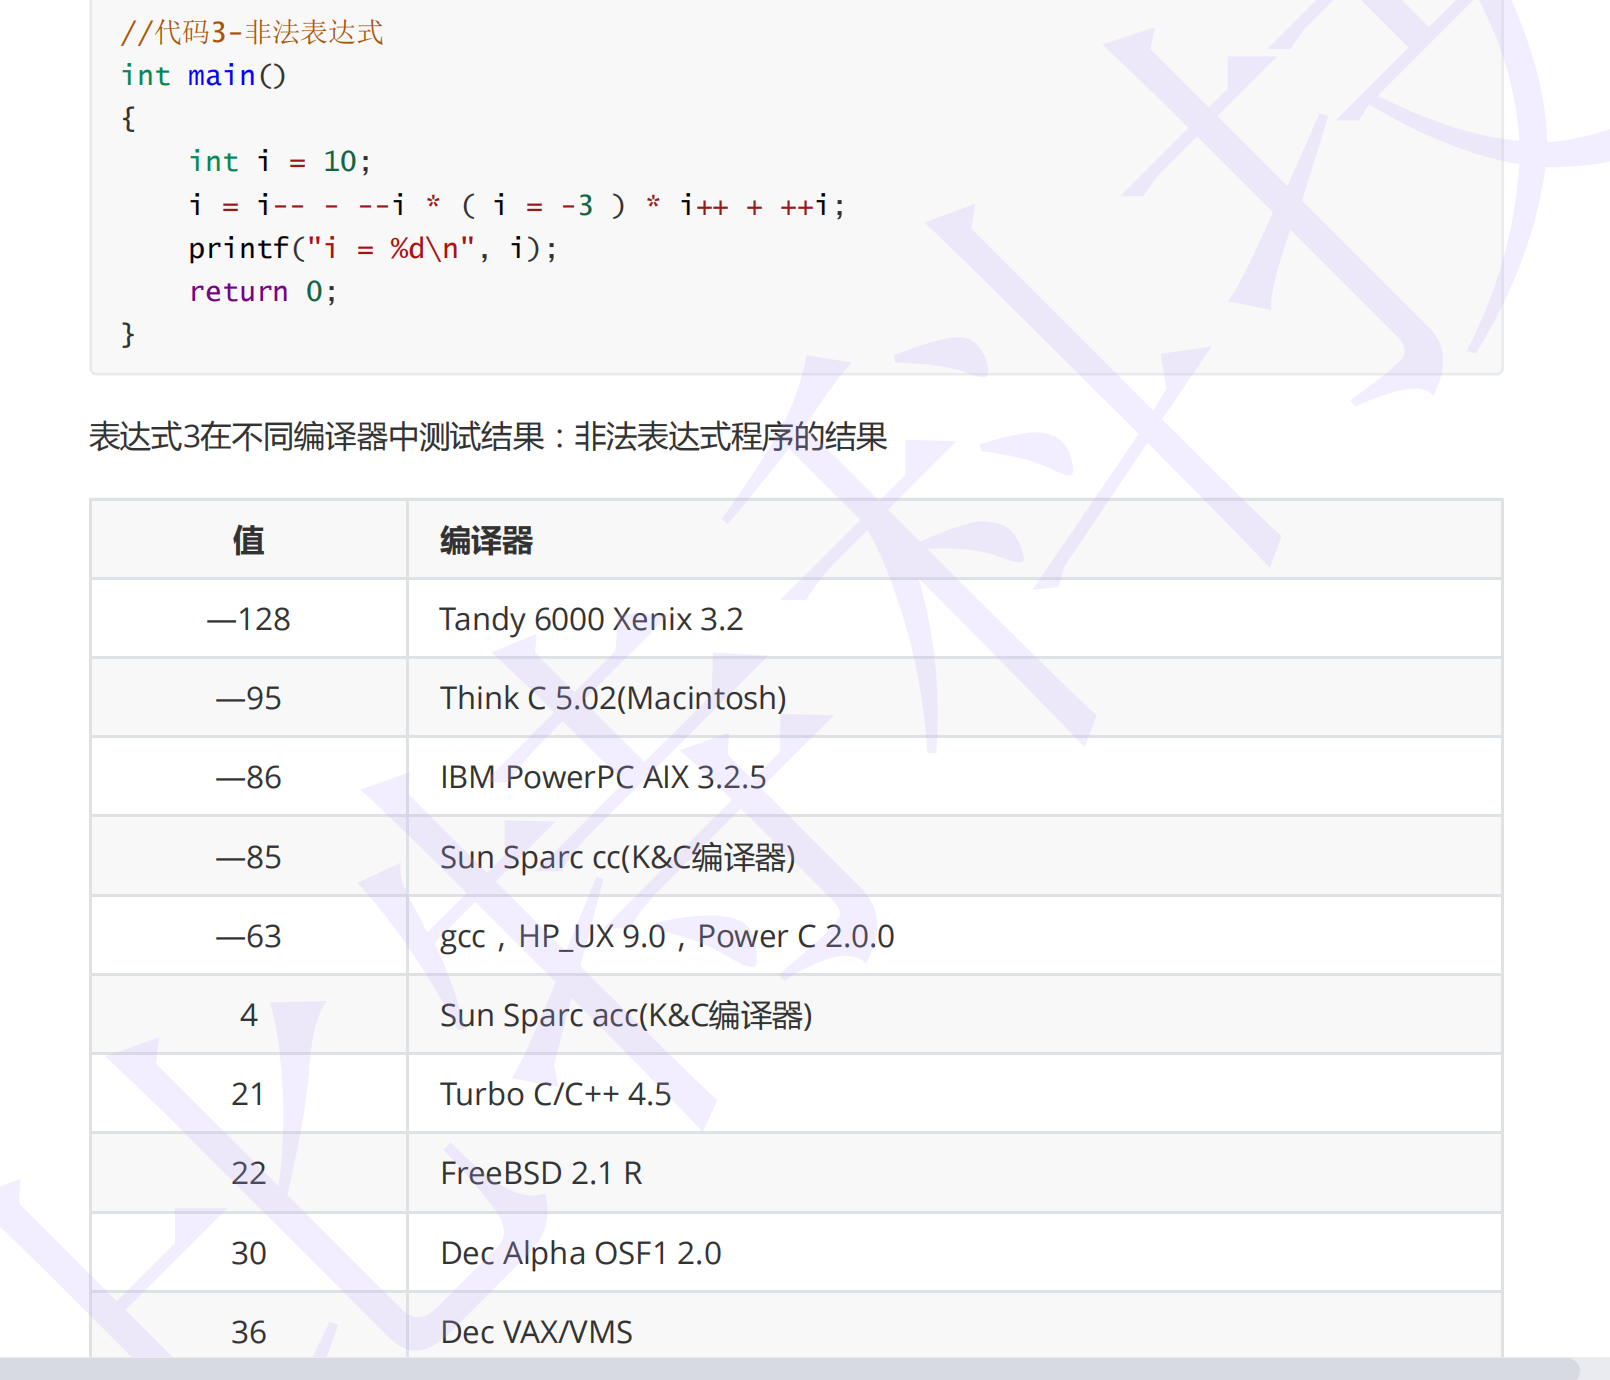 //代码3-非法表达式
int main()
{
    int i = 10;
    i = i-- - --i * ( i = -3 ) * i++ + ++i;
    printf("i = %d\n", i);
    return 0;
}
表达式3在不同编译器中测试结果：非法表达式程序的结果
值 编译器
—128 Tandy 6000 Xenix 3.2
—95 Think C 5.02(Macintosh)
—86 IBM PowerPC AIX 3.2.5
—85 Sun Sparc cc(K&C编译器)
—63 gcc，HP_UX 9.0，Power C 2.0.0
4 Sun Sparc acc(K&C编译器)
21 Turbo C/C++ 4.5
22 FreeBSD 2.1 R
30 Dec Alpha OSF1 2.0
36 Dec VAX/VMS
比特科技